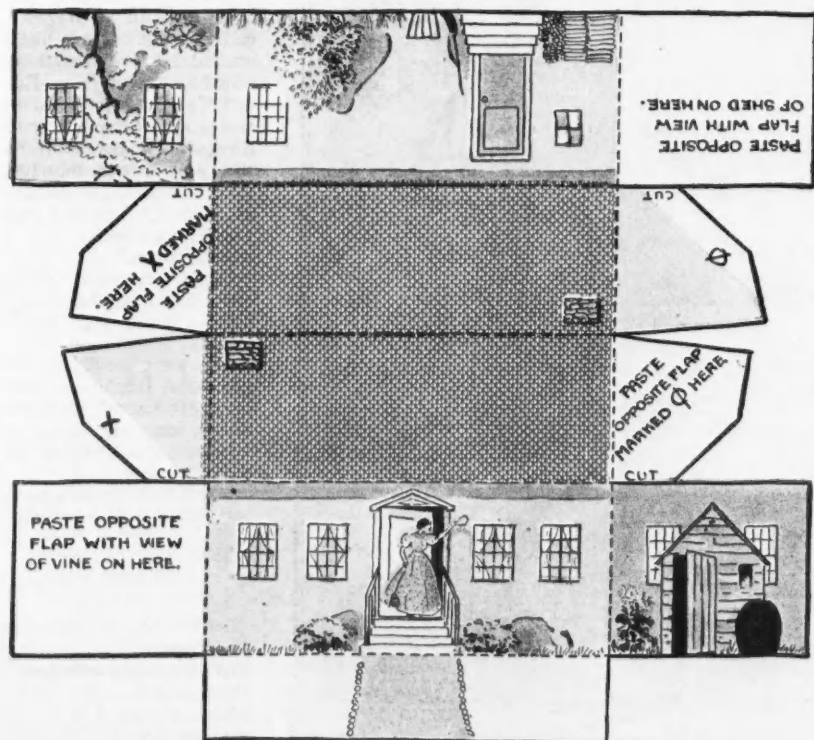 PASTE OPPOSITE
FLAP WITH VIEW
OF SHED ON HERE.
CUT
CUT
PASTE
OPPOSITE FLAP
MARKED X
HERE.
Φ
X
PASTE
OPPOSITE FLAP
MARKED Φ HERE
CUT
CUT
PASTE OPPOSITE
FLAP WITH VIEW
OF VINE ON HERE.